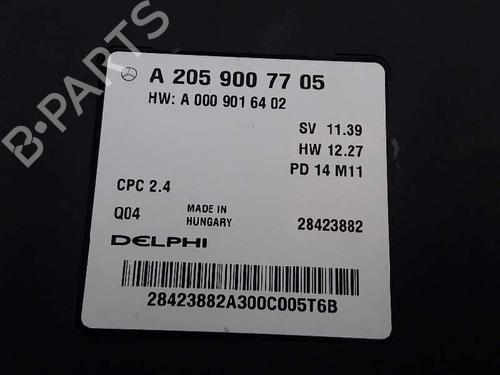 B-PARTS
A 205 900 77 05
HW: A 000 901 64 02
SV 11.39
HW 12.27
PD 14 M11
CPC 2.4
Q04 MADE IN HUNGARY 28423882
DELPHI
28423882A300C005T6B